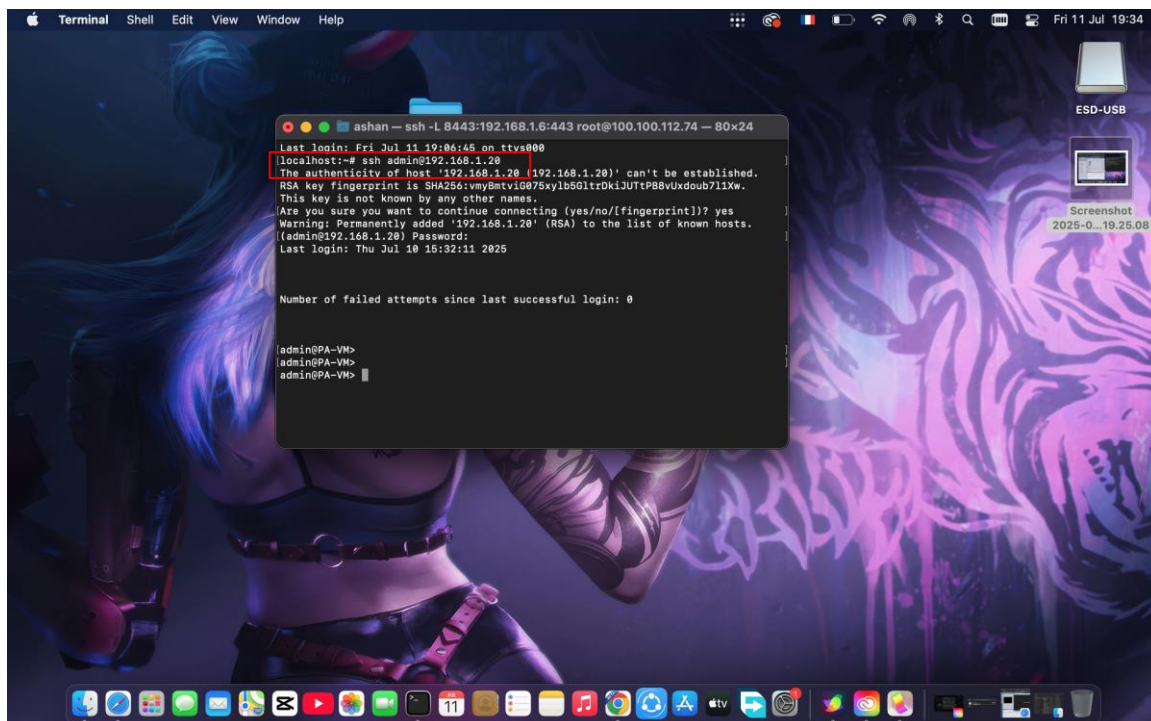 Terminal Shell Edit View Window Help Fri 11 Jul 19:34
ESD-USB
Screenshot
2025-0...19.25.08
ashan — ssh -L 8443:192.168.1.6:443 root@100.100.112.74 — 80×24
Last login: Fri Jul 11 19:06:45 on ttys000
[localhost:~# ssh admin@192.168.1.20 ]
The authenticity of host '192.168.1.20 (192.168.1.20)' can't be established.
RSA key fingerprint is SHA256:vmyBmtviG075xylb5GltrDkiJUTtPB8vUxdoub7l1Xw.
This key is not known by any other names.
[Are you sure you want to continue connecting (yes/no/[fingerprint])? yes ]
Warning: Permanently added '192.168.1.20' (RSA) to the list of known hosts.
[(admin@192.168.1.20) Password: ]
Last login: Thu Jul 10 15:32:11 2025
Number of failed attempts since last successful login: 0
[admin@PA-VM> ]
[admin@PA-VM> ]
admin@PA-VM>
JUL
11
tv